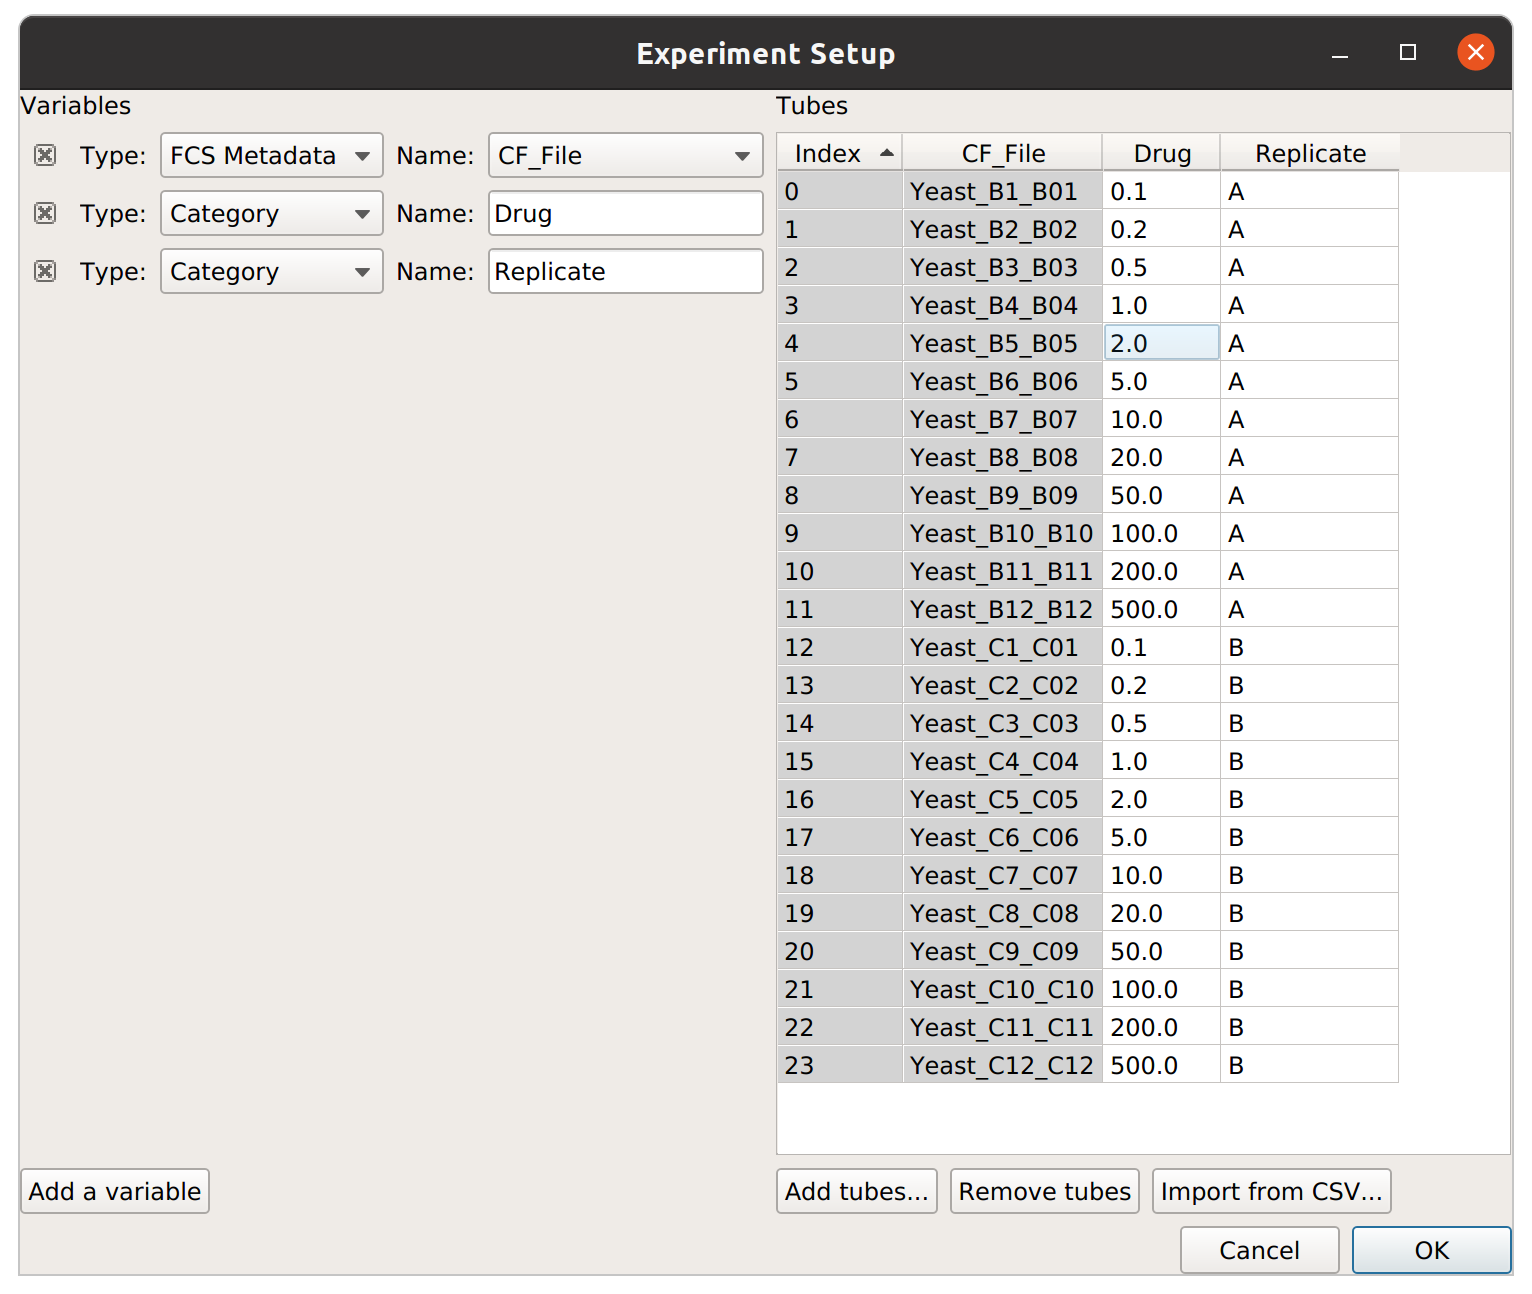 Experiment Setup
Variables
Type: FCS Metadata Name: CF_File
Type: Category Name: Drug
Type: Category Name: Replicate
Add a variable
Tubes
Index CF_File Drug Replicate
0 Yeast_B1_B01 0.1 A
1 Yeast_B2_B02 0.2 A
2 Yeast_B3_B03 0.5 A
3 Yeast_B4_B04 1.0 A
4 Yeast_B5_B05 2.0 A
5 Yeast_B6_B06 5.0 A
6 Yeast_B7_B07 10.0 A
7 Yeast_B8_B08 20.0 A
8 Yeast_B9_B09 50.0 A
9 Yeast_B10_B10 100.0 A
10 Yeast_B11_B11 200.0 A
11 Yeast_B12_B12 500.0 A
12 Yeast_C1_C01 0.1 B
13 Yeast_C2_C02 0.2 B
14 Yeast_C3_C03 0.5 B
15 Yeast_C4_C04 1.0 B
16 Yeast_C5_C05 2.0 B
17 Yeast_C6_C06 5.0 B
18 Yeast_C7_C07 10.0 B
19 Yeast_C8_C08 20.0 B
20 Yeast_C9_C09 50.0 B
21 Yeast_C10_C10 100.0 B
22 Yeast_C11_C11 200.0 B
23 Yeast_C12_C12 500.0 B
Add tubes... Remove tubes Import from CSV...
Cancel OK